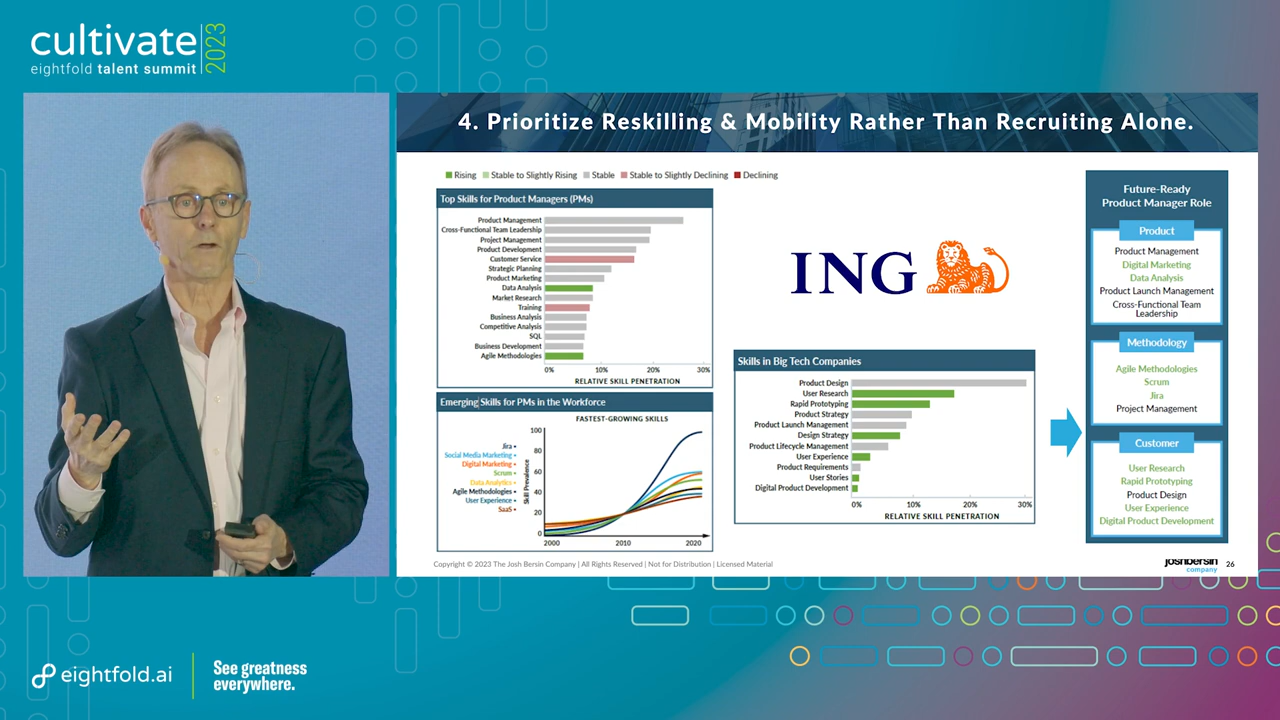 cultivate
2023
eightfold talent summit
4. Prioritize Reskilling & Mobility Rather Than Recruiting Alone.
Rising
Stable to Slightly Rising
Stable
Stable to Slightly Declining
Declining
Top Skills for Product Managers (PMs)
Product Management
Cross-Functional Team Leadership
Project Management
Product Development
Customer Service
Strategic Planning
Product Marketing
Data Analysis
Market Research
Training
Business Analysis
Competitive Analysis
SQL
Business Development
Agile Methodologies
0% 10% 20% 30%
RELATIVE SKILL PENETRATION
Emerging Skills for PMs in the Workforce
FASTEST-GROWING SKILLS
Jira
Social Media Marketing
Digital Marketing
Scrum
Data Analytics
Agile Methodologies
User Experience
SaaS
Skill Prevalence
100
80
60
40
20
0
2000 2010 2020
ING
Skills in Big Tech Companies
Product Design
User Research
Rapid Prototyping
Product Strategy
Product Launch Management
Design Strategy
Product Lifecycle Management
User Experience
Product Requirements
User Stories
Digital Product Development
0% 10% 20% 30%
RELATIVE SKILL PENETRATION
Future-Ready
Product Manager Role
Product
Product Management
Digital Marketing
Data Analysis
Product Launch Management
Cross-Functional Team
Leadership
Methodology
Agile Methodologies
Scrum
Jira
Project Management
Customer
User Research
Rapid Prototyping
Product Design
User Experience
Digital Product Development
Copyright © 2023 The Josh Bersin Company | All Rights Reserved | Not for Distribution | Licensed Material
joshbersin
company
26
eightfold.ai
See greatness
everywhere.